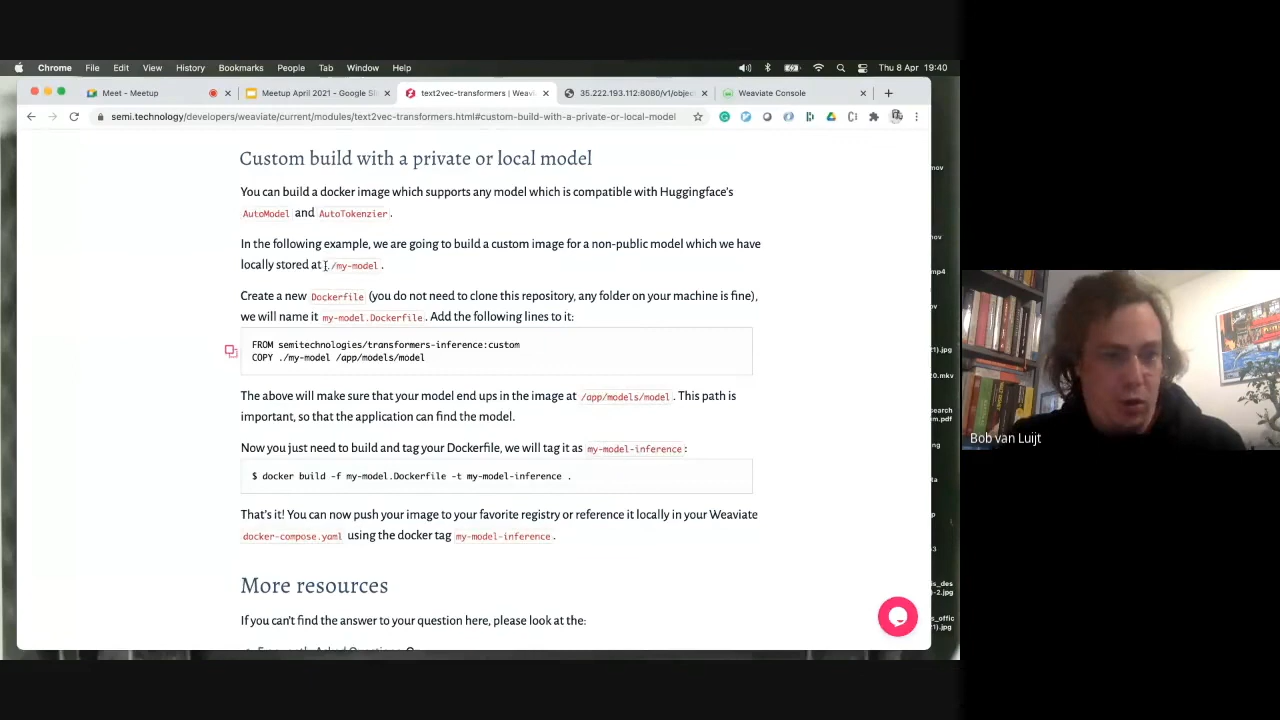 Chrome File Edit View History Bookmarks People Tab Window Help Thu 8 Apr 19:40
Meet - Meetup
Meetup April 2021 - Google Sl
text2vec-transformers | Weavi
35.222.193.112:8080/v1/objec
Weaviate Console
semi.technology/developers/weaviate/current/modules/text2vec-transformers.html#custom-build-with-a-private-or-local-model
Custom build with a private or local model
You can build a docker image which supports any model which is compatible with Huggingface's
AutoModel and AutoTokenzier.
In the following example, we are going to build a custom image for a non-public model which we have
locally stored at ./my-model.
Create a new Dockerfile (you do not need to clone this repository, any folder on your machine is fine),
we will name it my-model.Dockerfile. Add the following lines to it:
FROM semitechnologies/transformers-inference:custom
COPY ./my-model /app/models/model
The above will make sure that your model end ups in the image at /app/models/model. This path is
important, so that the application can find the model.
Now you just need to build and tag your Dockerfile, we will tag it as my-model-inference:
$ docker build -f my-model.Dockerfile -t my-model-inference .
That's it! You can now push your image to your favorite registry or reference it locally in your Weaviate
docker-compose.yaml using the docker tag my-model-inference.
More resources
If you can't find the answer to your question here, please look at the:
Bob van Luijt